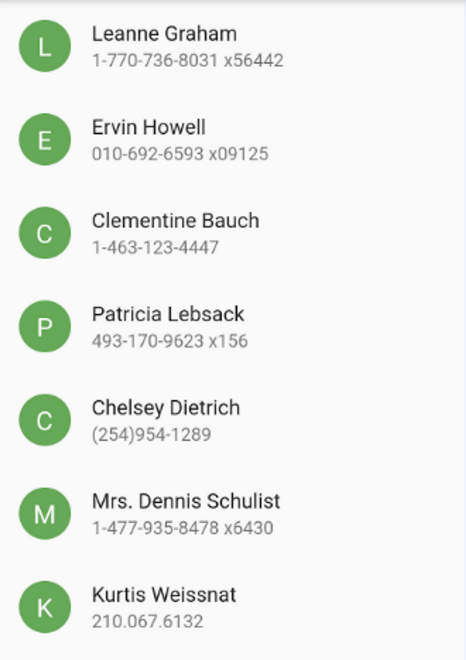 L
Leanne Graham
1-770-736-8031 x56442
E
Ervin Howell
010-692-6593 x09125
C
Clementine Bauch
1-463-123-4447
P
Patricia Lebsack
493-170-9623 x156
C
Chelsey Dietrich
(254)954-1289
M
Mrs. Dennis Schulist
1-477-935-8478 x6430
K
Kurtis Weissnat
210.067.6132